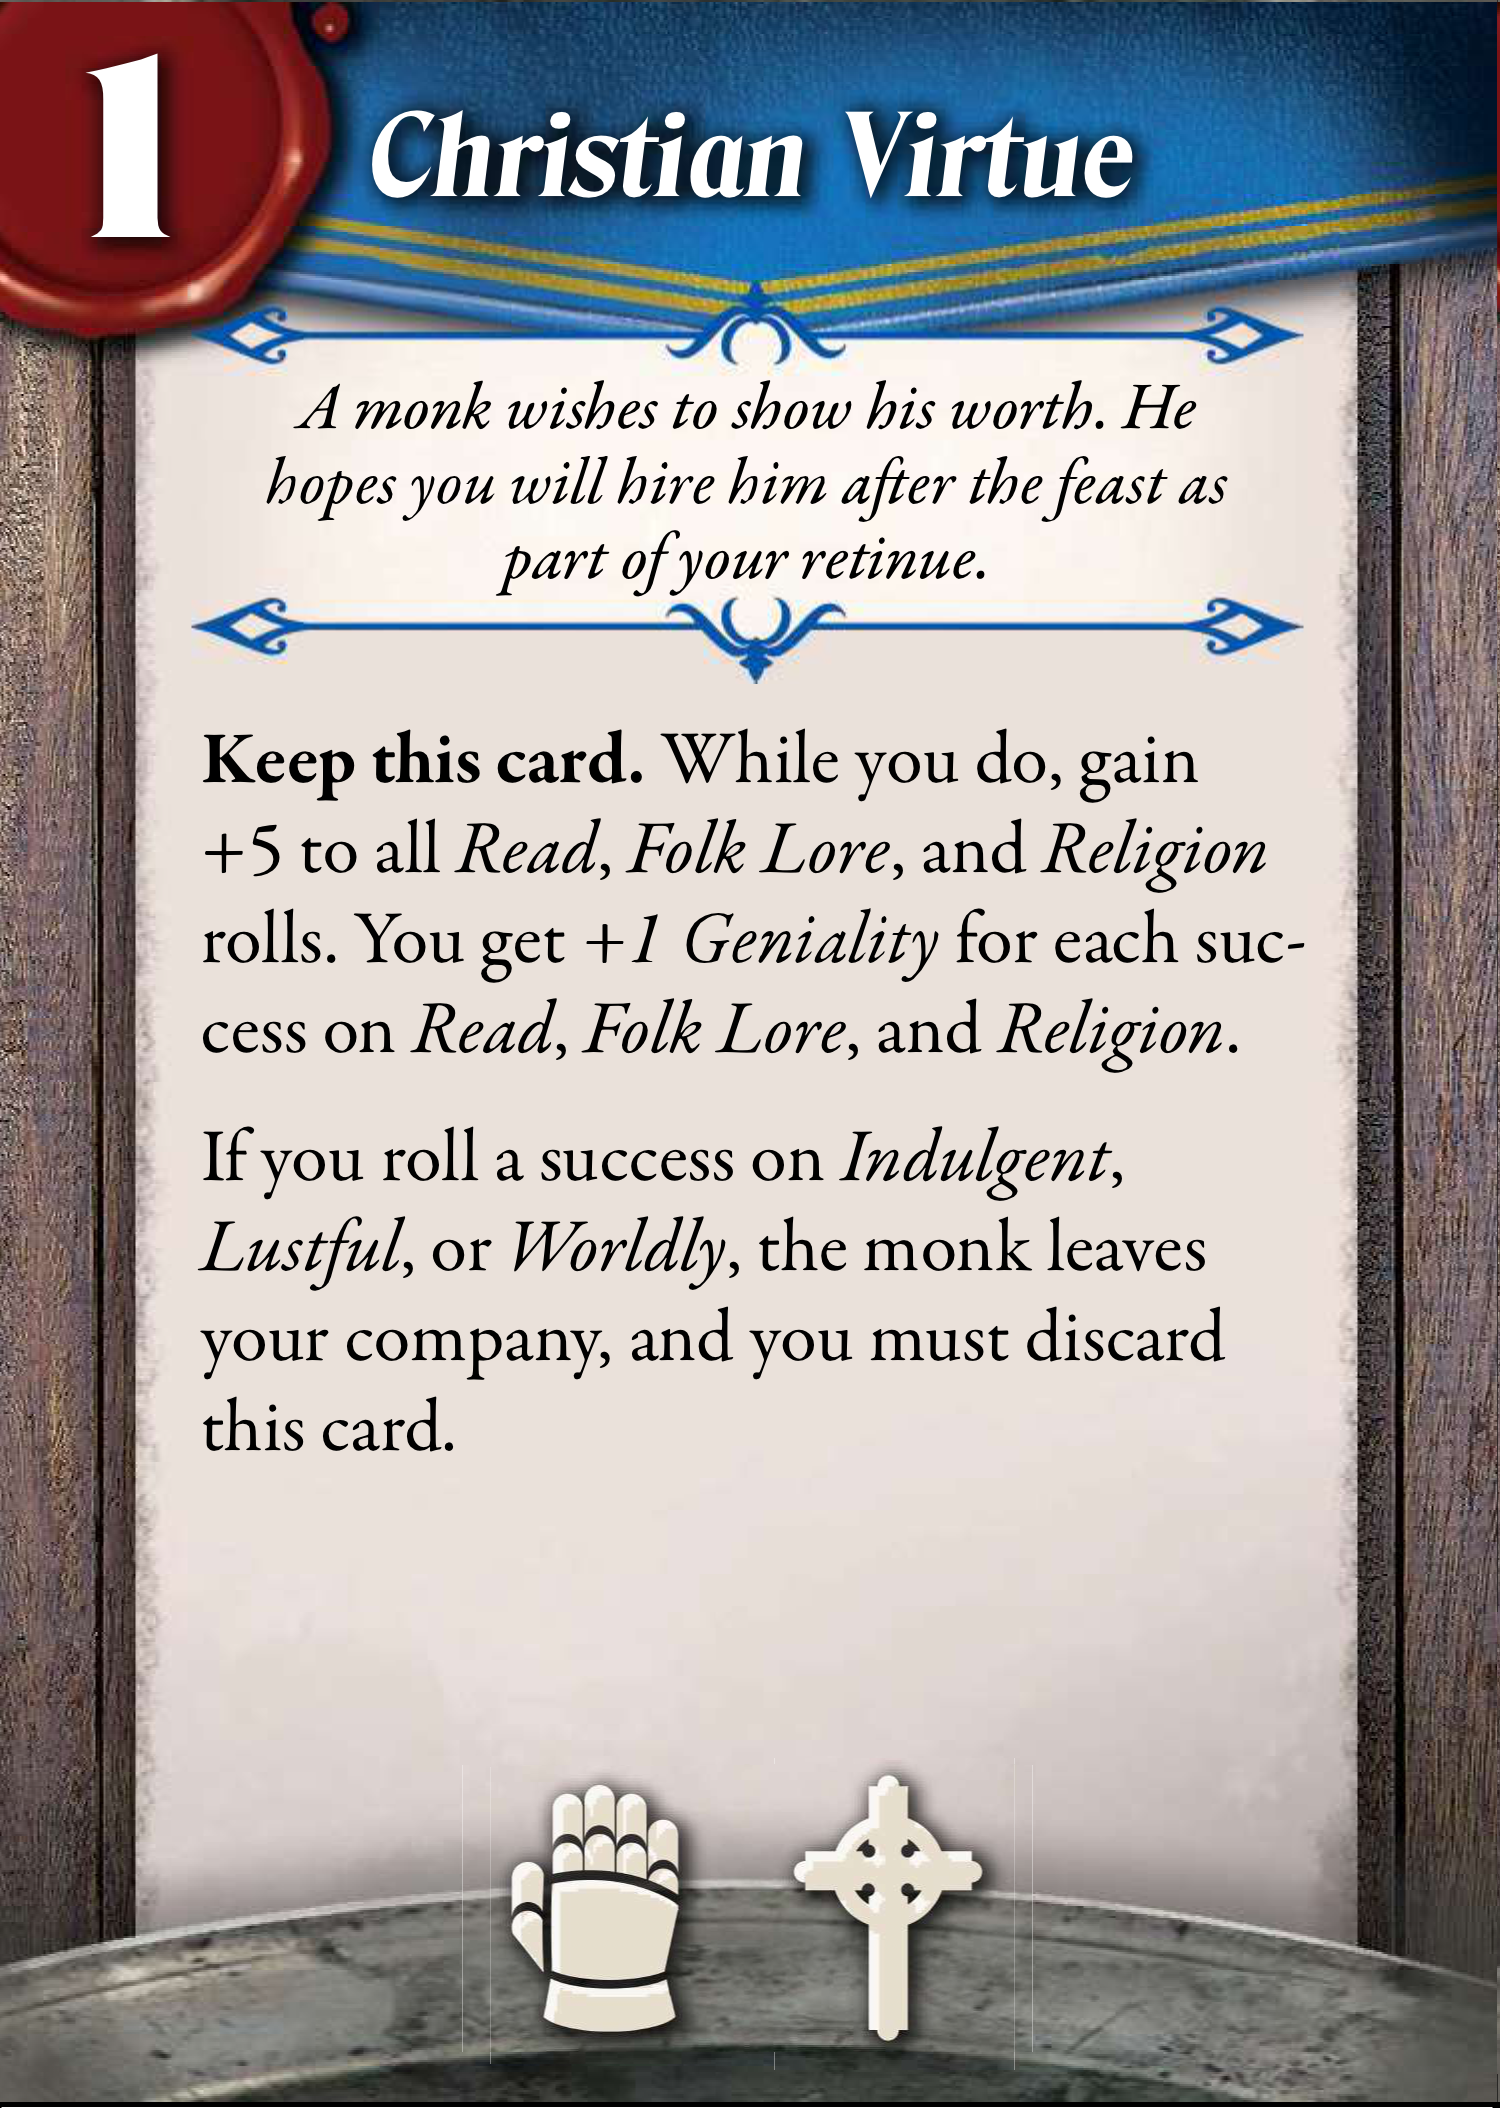 1
Christian Virtue
A monk wishes to show his worth. He
hopes you will hire him after the feast as
part of your retinue.
Keep this card. While you do, gain
+5 to all Read, Folk Lore, and Religion
rolls. You get +1 Geniality for each suc-
cess on Read, Folk Lore, and Religion.
If you roll a success on Indulgent,
Lustful, or Worldly, the monk leaves
your company, and you must discard
this card.